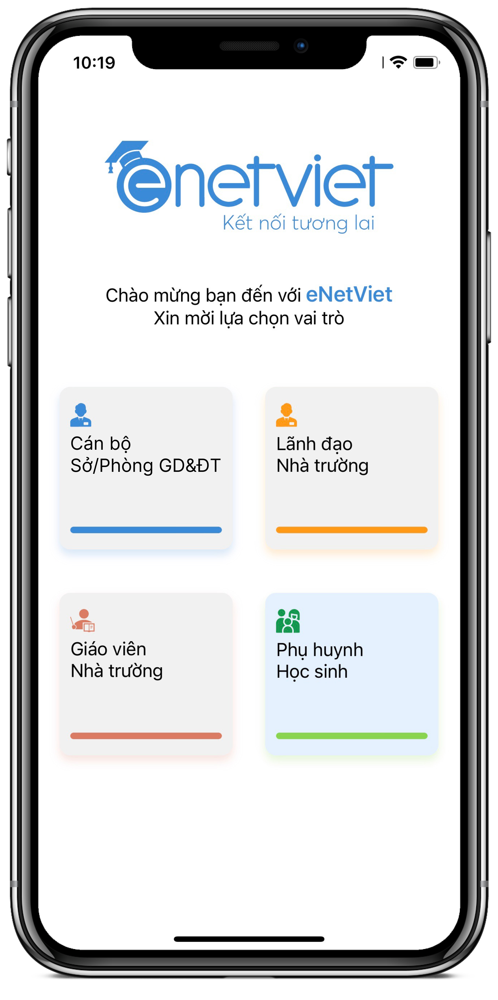 10:19
enetviet
Kết nối tương lai
Chào mừng bạn đến với eNetViet
Xin mời lựa chọn vai trò
Cán bộ
Sở/Phòng GD&ĐT
Lãnh đạo
Nhà trường
Giáo viên
Nhà trường
Phụ huynh
Học sinh